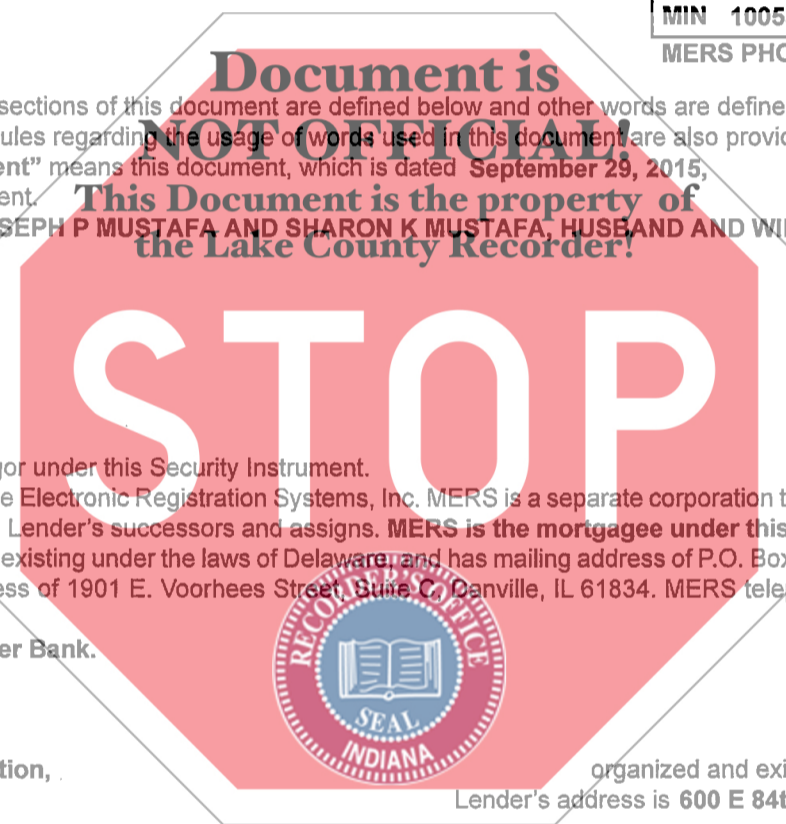 MIN 1005
MERS PHO
Document is
sections of this document are defined below and other words are define
ules regarding the usage of words used in this document are also provid
NOT OFFICIAL!
ent” means this document, which is dated September 29, 2015,
ent.
This Document is the property of
SEPH P MUSTAFA AND SHARON K MUSTAFA, HUSBAND AND WI
the Lake County Recorder!
STOP
gor under this Security Instrument.
e Electronic Registration Systems, Inc. MERS is a separate corporation t
Lender's successors and assigns. MERS is the mortgagee under this
existing under the laws of Delaware, and has mailing address of P.O. Box
ess of 1901 E. Voorhees Street, Suite C, Danville, IL 61834. MERS tele
RECORDER'S OFFICE
er Bank.
SEAL
INDIANA
tion,
organized and exi
Lender's address is 600 E 84t